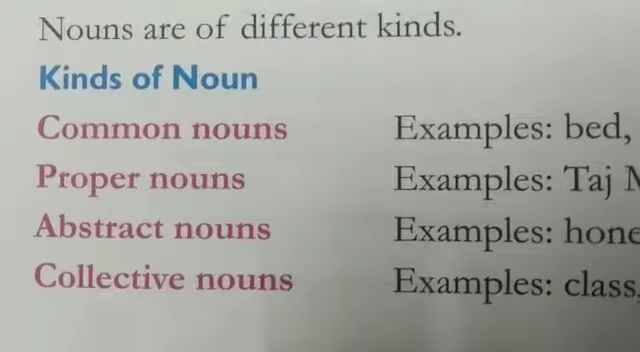 Nouns are of different kinds.
Kinds of Noun
Common nouns Examples: bed,
Proper nouns Examples: Taj
Abstract nouns Examples:
Collective nouns Examples: class,